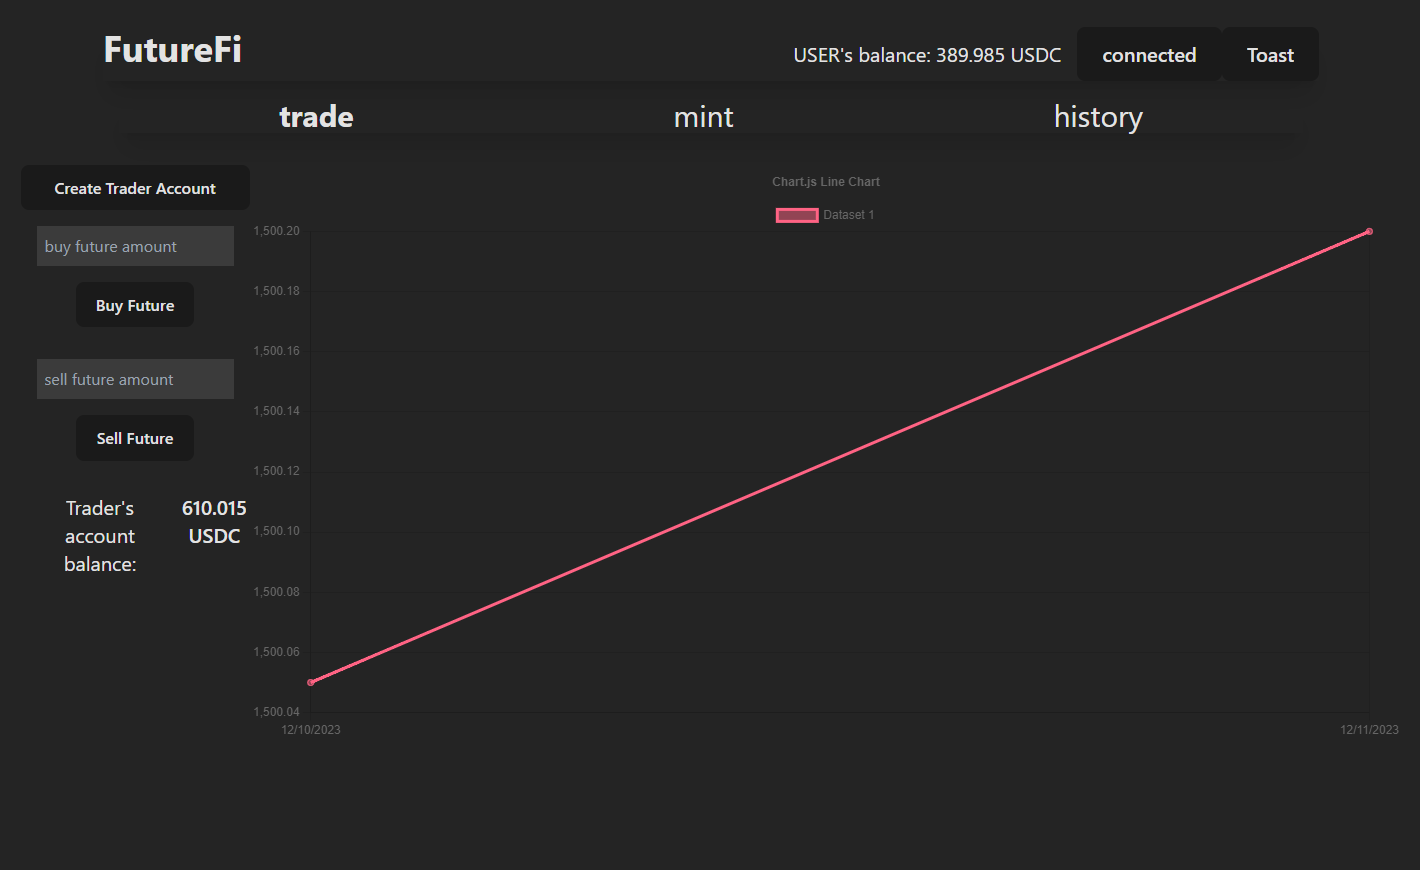 FutureFi
USER's balance: 389.985 USDC
connected
Toast
trade
mint
history
Create Trader Account
buy future amount
Buy Future
sell future amount
Sell Future
Trader's
account
balance:
610.015
USDC
Chart.js Line Chart
Dataset 1
1,500.20
1,500.18
1,500.16
1,500.14
1,500.12
1,500.10
1,500.08
1,500.06
1,500.04
12/10/2023
12/11/2023